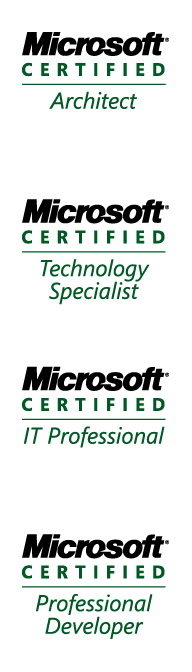 Microsoft®
CERTIFIED
Architect
Microsoft®
CERTIFIED
Technology
Specialist
Microsoft®
CERTIFIED
IT Professional
Microsoft®
CERTIFIED
Professional
Developer